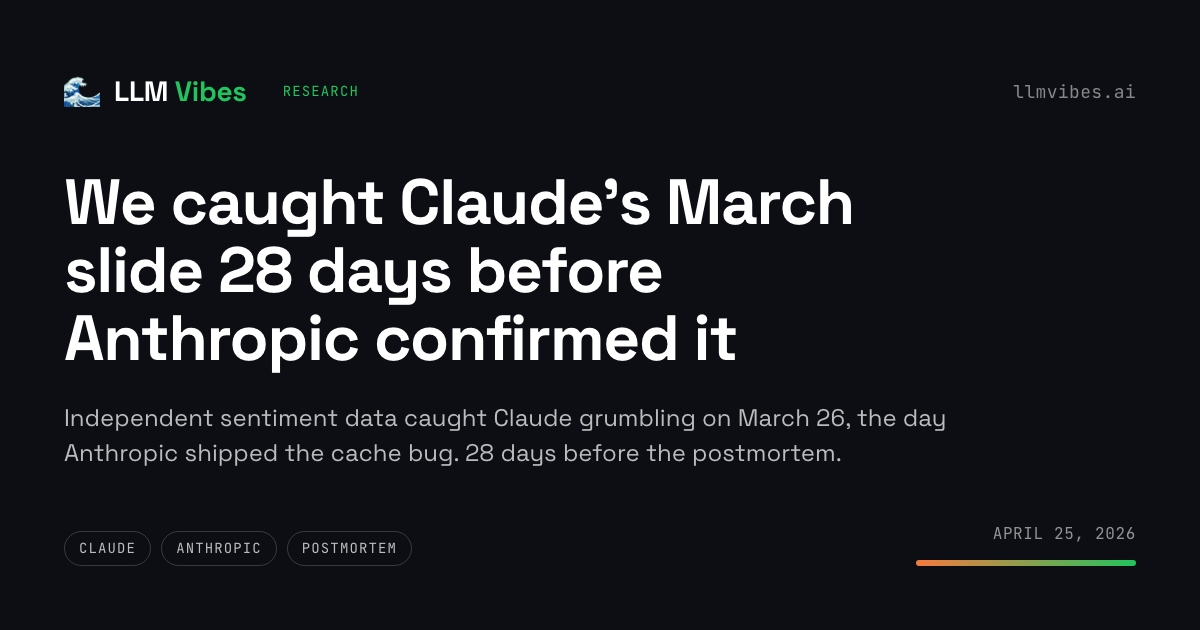 LLM Vibes RESEARCH llmvibes.ai
We caught Claude’s March
slide 28 days before
Anthropic confirmed it
Independent sentiment data caught Claude grumbling on March 26, the day
Anthropic shipped the cache bug. 28 days before the postmortem.
APRIL 25, 2026
CLAUDE ANTHROPIC POSTMORTEM